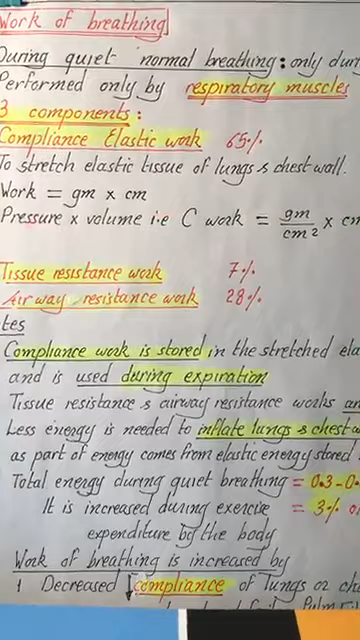 Work of breathing
During quiet normal breathing: only duri
Performed only by respiratory muscles
3 components:
Compliance Elastic work 65%
To stretch elastic tissue of lungs & chest wall.
Work = gm x cm
Pressure x volume i.e C work = gm/cm² x cm
Tissue resistance work 7%
Airway resistance work 28%
tes
Compliance work is stored in the stretched ela
and is used during expiration
Tissue resistance & airway resistance works an
Less energy is needed to inflate lungs & chest w
as part of energy comes from elastic energy stored
Total energy during quiet breathing = 0.3-0.
It is increased during exercise = 3% o
expenditure by the body
Work of breathing is increased by
1 Decreased ↓compliance of lungs or che